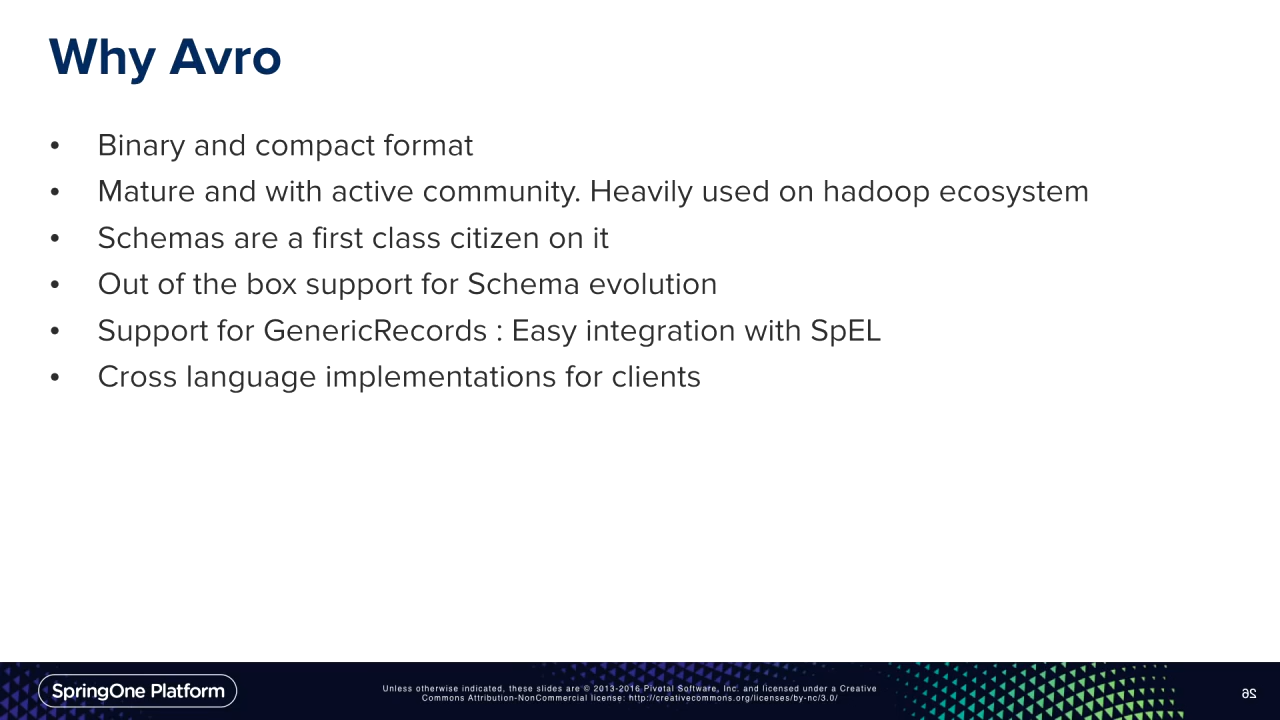 Why Avro
• Binary and compact format
• Mature and with active community. Heavily used on hadoop ecosystem
• Schemas are a first class citizen on it
• Out of the box support for Schema evolution
• Support for GenericRecords : Easy integration with SpEL
• Cross language implementations for clients
SpringOne Platform
Unless otherwise indicated, these slides are © 2013-2016 Pivotal Software, Inc. and licensed under a Creative
Commons Attribution-NonCommercial license: http://creativecommons.org/licenses/by-nc/3.0/
26